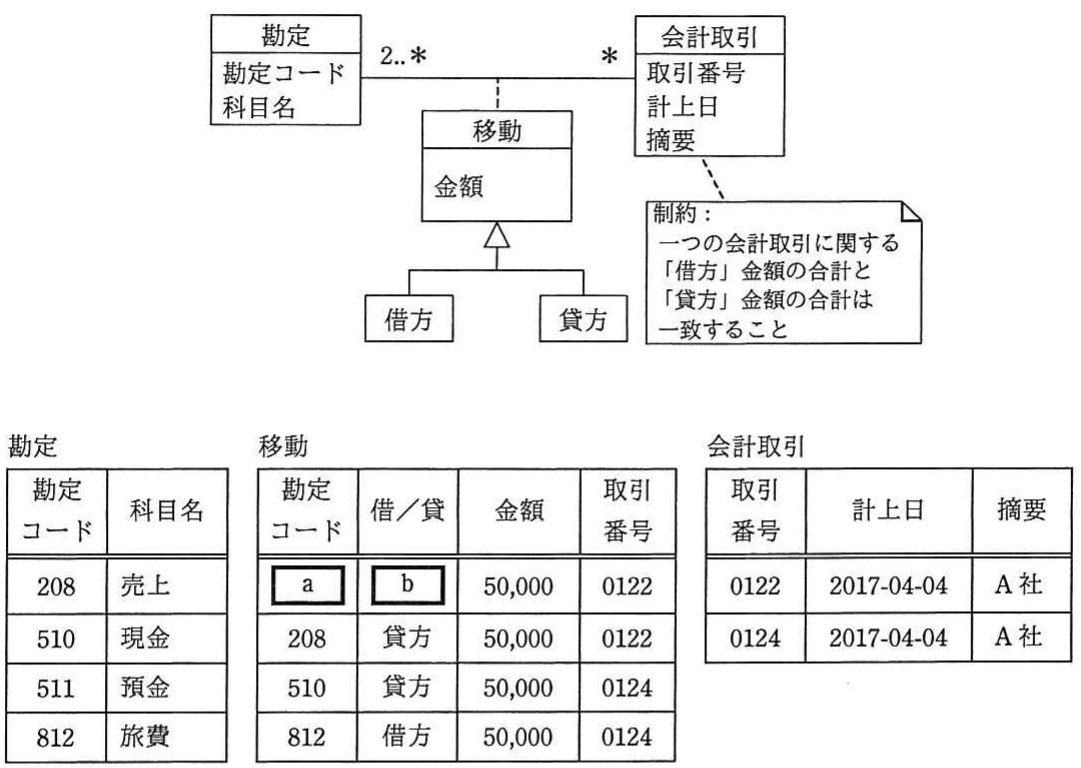 勘定
勘定コード
科目名
2..*
*
会計取引
取引番号
計上日
摘要
移動
金額
借方
貸方
制約：
一つの会計取引に関する
「借方」金額の合計と
「貸方」金額の合計は
一致すること
勘定
勘定
コード
科目名
208 売上
510 現金
511 預金
812 旅費
移動
勘定
コード
借／貸
金額
取引
番号
a b 50,000 0122
208 貸方 50,000 0122
510 貸方 50,000 0124
812 借方 50,000 0124
会計取引
取引
番号
計上日
摘要
0122 2017-04-04 A社
0124 2017-04-04 A社